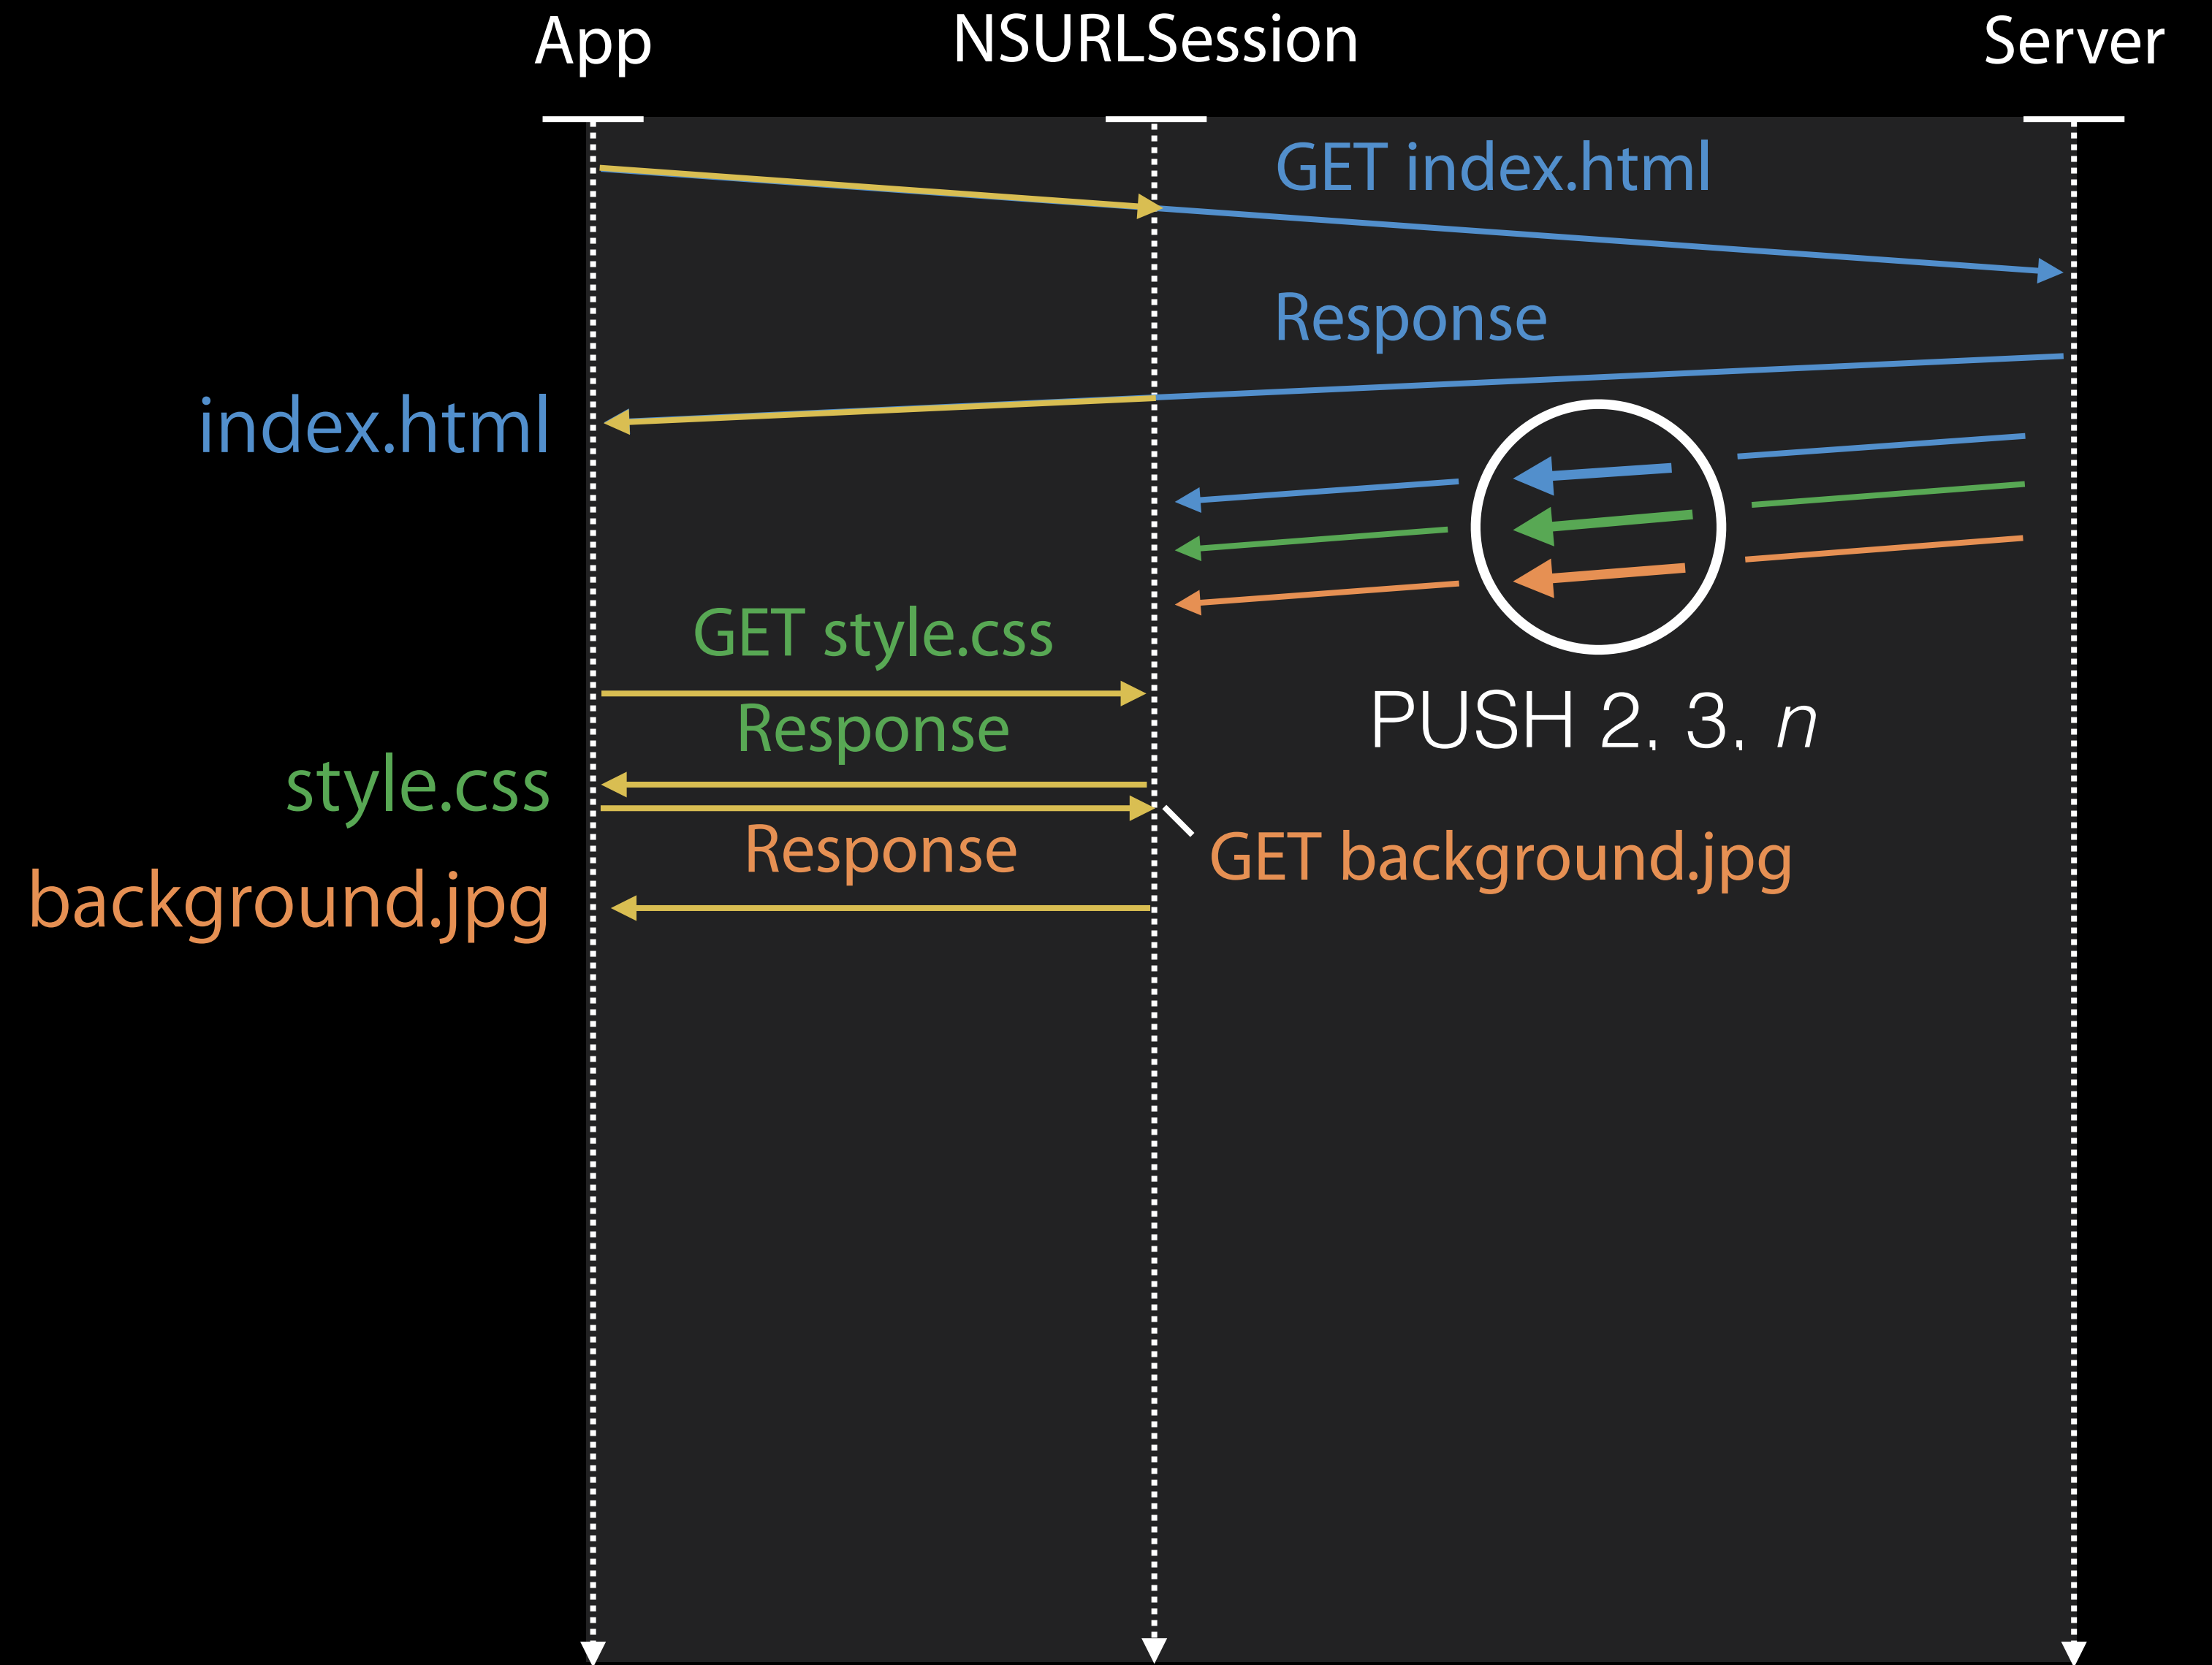 App
NSURLSession
Server
GET index.html
Response
index.html
GET style.css
PUSH 2, 3, n
Response
style.css
Response
GET background.jpg
background.jpg